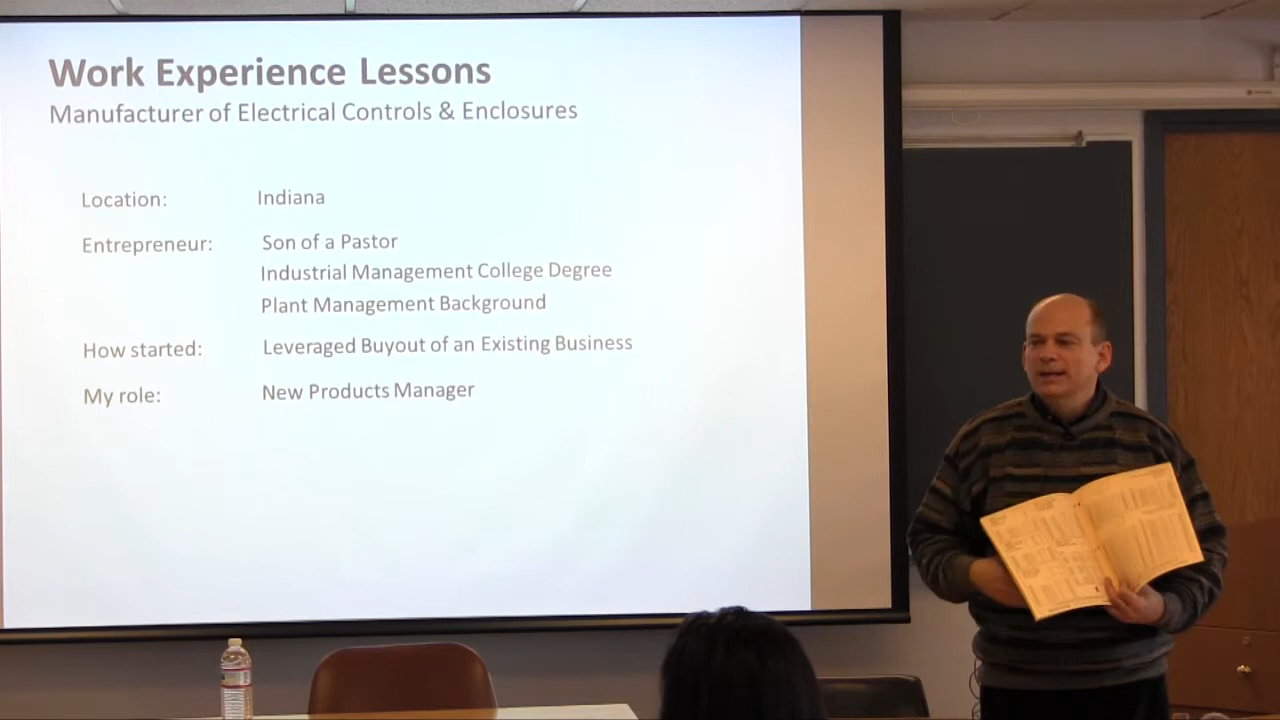 Work Experience Lessons
Manufacturer of Electrical Controls & Enclosures
Location: Indiana
Entrepreneur: Son of a Pastor
Industrial Management College Degree
Plant Management Background
How started: Leveraged Buyout of an Existing Business
My role: New Products Manager